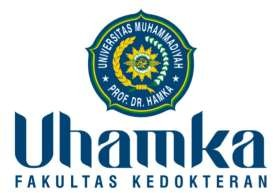 UNIVERSITAS MUHAMMADIYAH
PROF. DR. HAMKA
Uhamka
FAKULTAS KEDOKTERAN